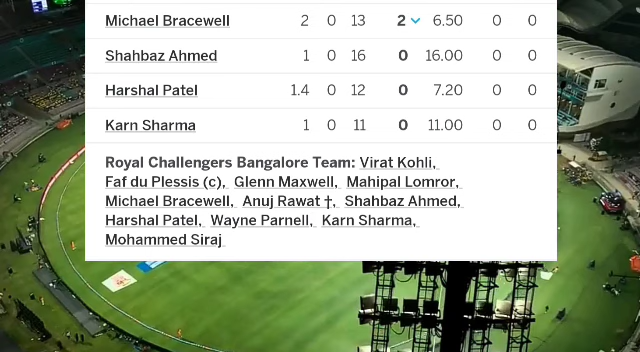 Michael Bracewell 2 0 13 2 6.50 0 0
Shahbaz Ahmed 1 0 16 0 16.00 0 0
Harshal Patel 1.4 0 12 0 7.20 0 0
Karn Sharma 1 0 11 0 11.00 0 0
Royal Challengers Bangalore Team: Virat Kohli,
Faf du Plessis (c), Glenn Maxwell, Mahipal Lomror,
Michael Bracewell, Anuj Rawat †, Shahbaz Ahmed,
Harshal Patel, Wayne Parnell, Karn Sharma,
Mohammed Siraj